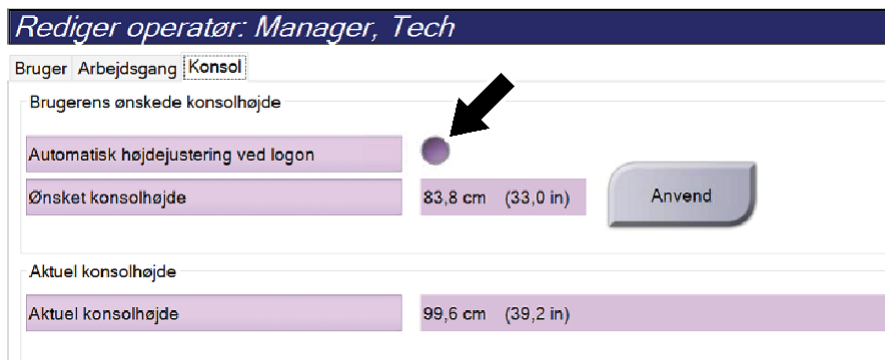 Rediger operatør: Manager, Tech
Bruger Arbejdsgang Konsol
Brugerens ønskede konsolhøjde
Automatisk højdejustering ved logon
Ønsket konsolhøjde 83,8 cm (33,0 in) Anvend
Aktuel konsolhøjde
Aktuel konsolhøjde 99,6 cm (39,2 in)